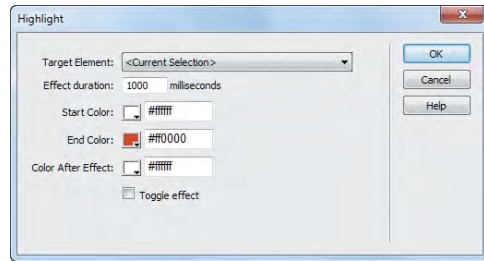 Highlight
Target Element: <Current Selection>
Effect duration: 1000 milliseconds
Start Color: #ffffff
End Color: #ff0000
Color After Effect: #ffffff
Toggle effect
OK
Cancel
Help